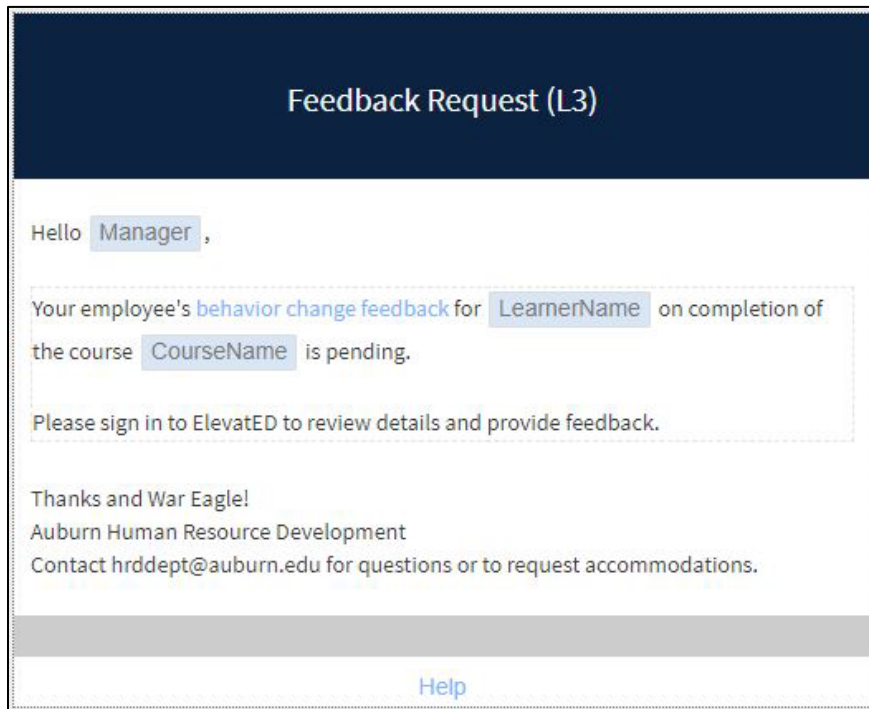 Feedback Request (L3)
Hello Manager ,
Your employee's behavior change feedback for LearnerName on completion of
the course CourseName is pending.
Please sign in to ElevatED to review details and provide feedback.
Thanks and War Eagle!
Auburn Human Resource Development
Contact hrddept@auburn.edu for questions or to request accommodations.
Help